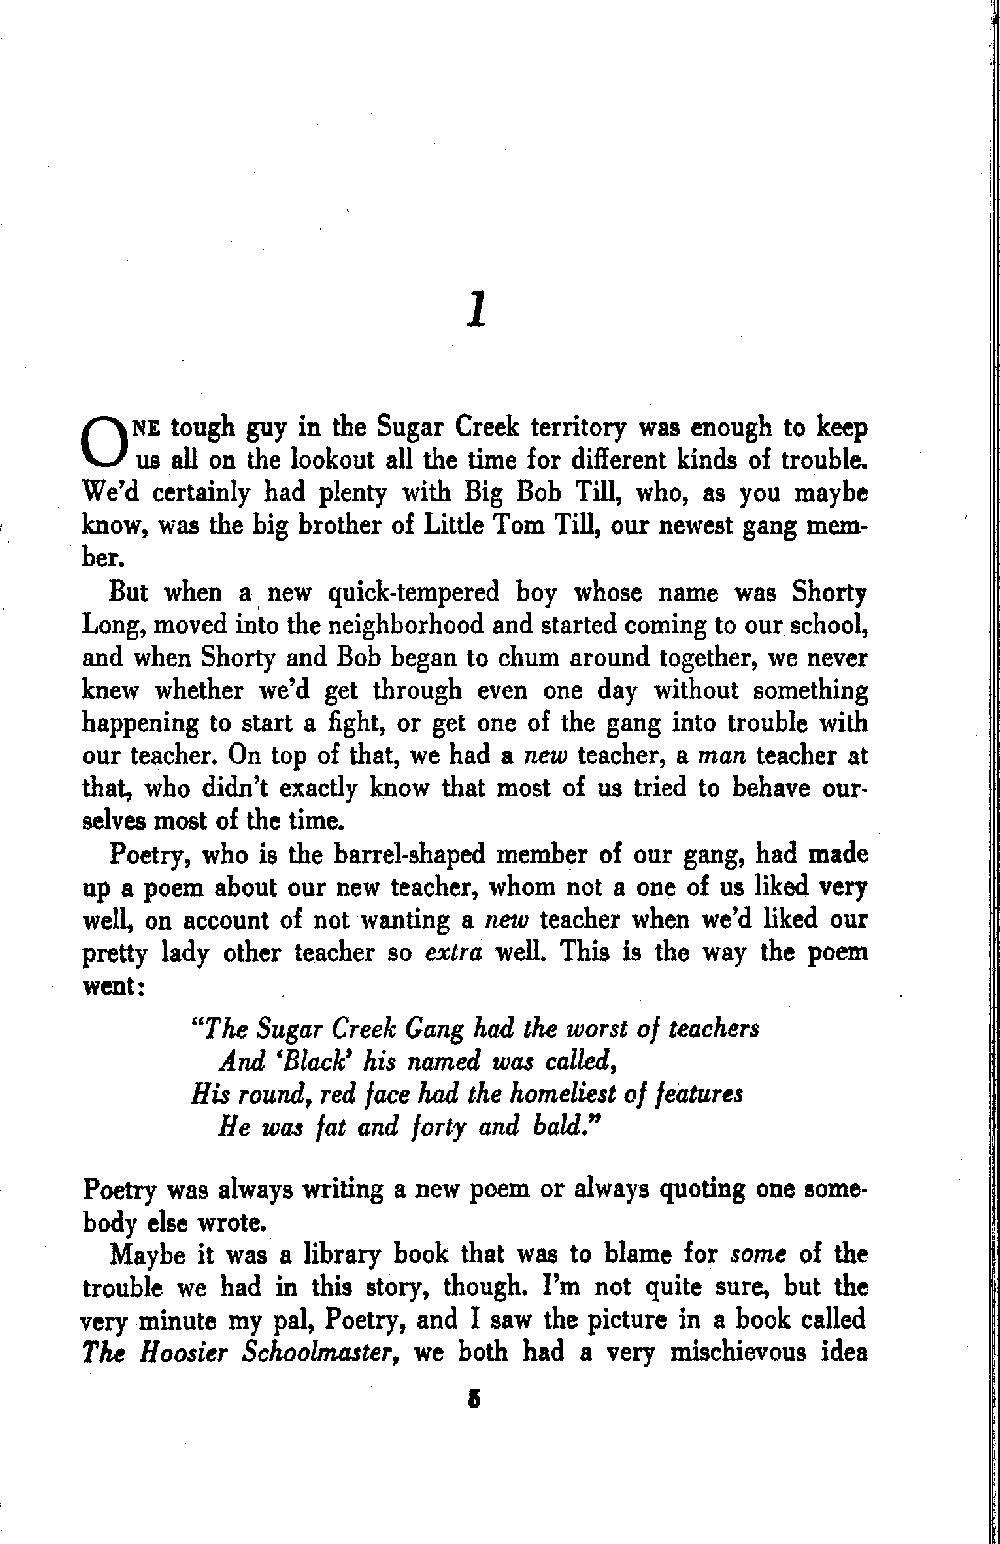 1
ONE tough guy in the Sugar Creek territory was enough to keep
us all on the lookout all the time for different kinds of trouble.
We'd certainly had plenty with Big Bob Till, who, as you maybe
know, was the big brother of Little Tom Till, our newest gang mem-
ber.
But when a new quick-tempered boy whose name was Shorty
Long, moved into the neighborhood and started coming to our school,
and when Shorty and Bob began to chum around together, we never
knew whether we'd get through even one day without something
happening to start a fight, or get one of the gang into trouble with
our teacher. On top of that, we had a new teacher, a man teacher at
that, who didn't exactly know that most of us tried to behave our-
selves most of the time.
Poetry, who is the barrel-shaped member of our gang, had made
up a poem about our new teacher, whom not a one of us liked very
well, on account of not wanting a new teacher when we'd liked our
pretty lady other teacher so extra well. This is the way the poem
went:
"The Sugar Creek Gang had the worst of teachers
And 'Black' his named was called,
His round, red face had the homeliest of features
He was fat and forty and bald."
Poetry was always writing a new poem or always quoting one some-
body else wrote.
Maybe it was a library book that was to blame for some of the
trouble we had in this story, though. I'm not quite sure, but the
very minute my pal, Poetry, and I saw the picture in a book called
The Hoosier Schoolmaster, we both had a very mischievous idea
5